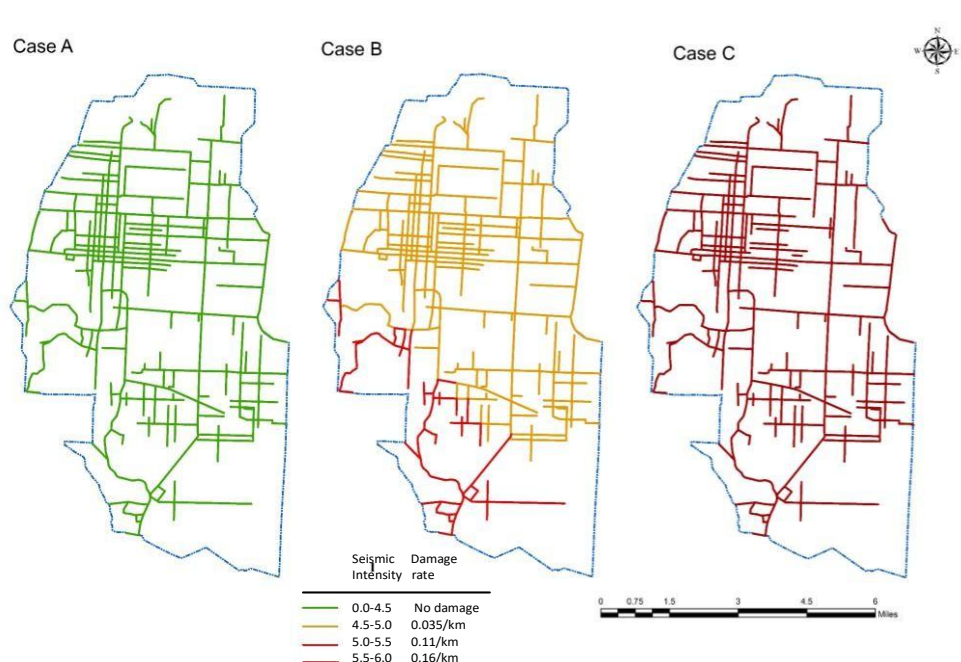 Case A
Case B
Case C
N
W E
S
Seismic Damage
Intensity rate
0.0-4.5 No damage
4.5-5.0 0.035/km
5.0-5.5 0.11/km
5.5-6.0 0.16/km
0 0.75 1.5 3 4.5 6
Miles